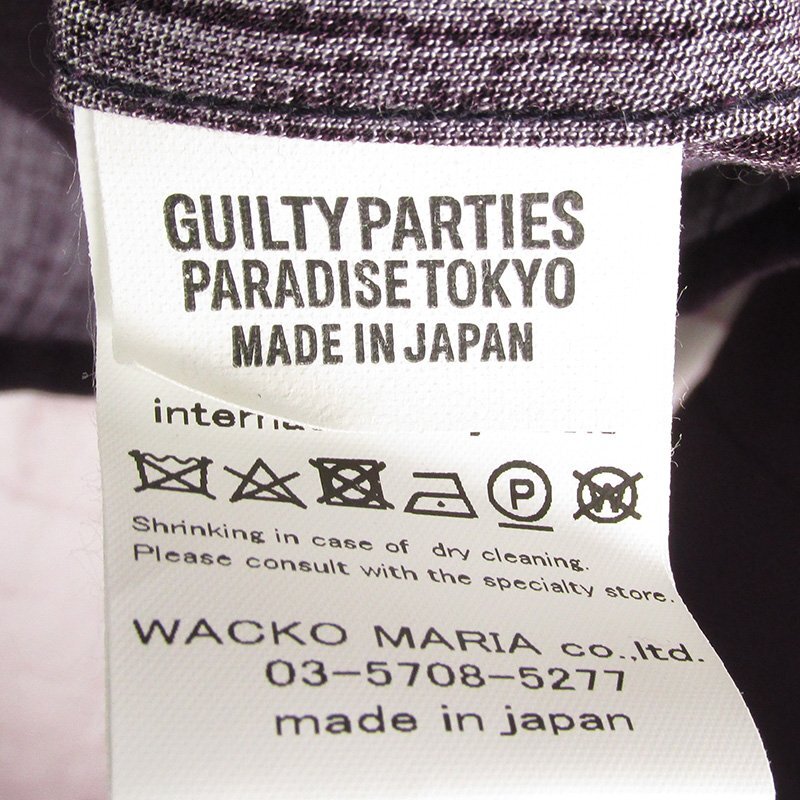 GUILTY PARTIES
PARADISE TOKYO
MADE IN JAPAN
P W
Shrinking in case of dry cleaning.
Please consult with the specialty store.
WACKO MARIA co.,ltd.
03-5708-5277
made in japan